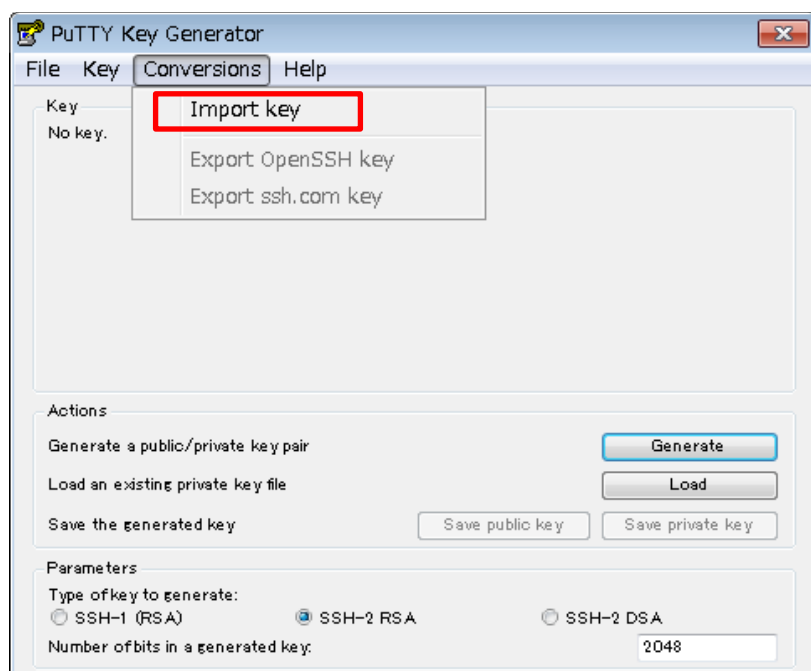 PuTTY Key Generator
File Key Conversions Help
Import key
Export OpenSSH key
Export ssh.com key
Key
No key.
Actions
Generate a public/private key pair Generate
Load an existing private key file Load
Save the generated key Save public key Save private key
Parameters
Type of key to generate:
SSH-1 (RSA) SSH-2 RSA SSH-2 DSA
Number of bits in a generated key: 2048